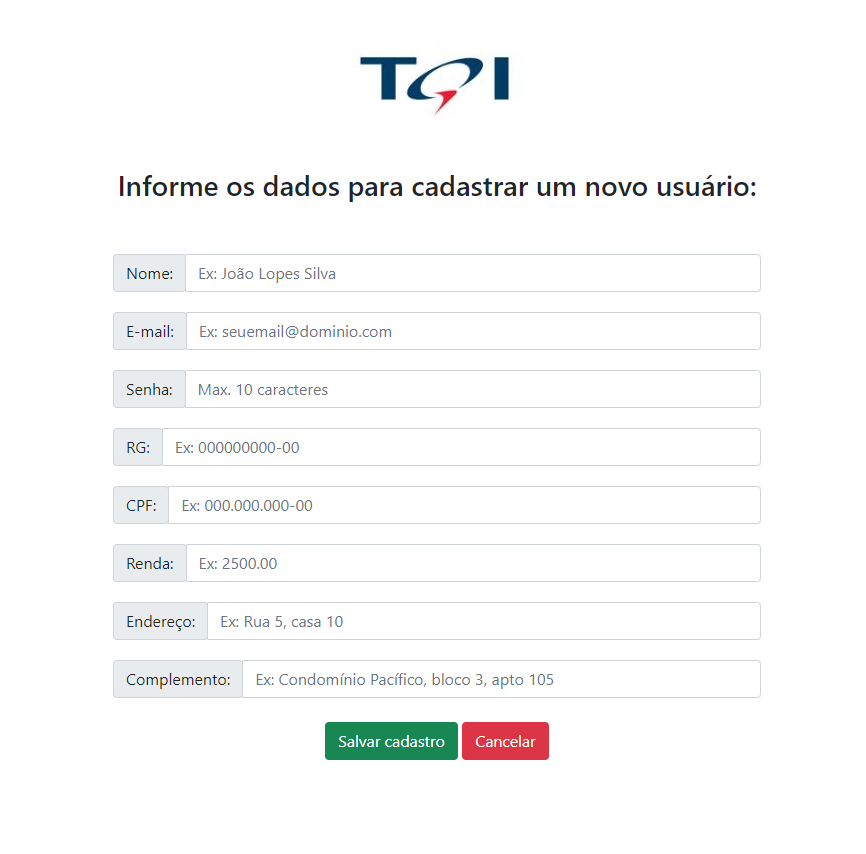 TQI
Informe os dados para cadastrar um novo usuário:
Nome: Ex: João Lopes Silva
E-mail: Ex: seuemail@dominio.com
Senha: Max. 10 caracteres
RG: Ex: 000000000-00
CPF: Ex: 000.000.000-00
Renda: Ex: 2500.00
Endereço: Ex: Rua 5, casa 10
Complemento: Ex: Condomínio Pacífico, bloco 3, apto 105
Salvar cadastro Cancelar